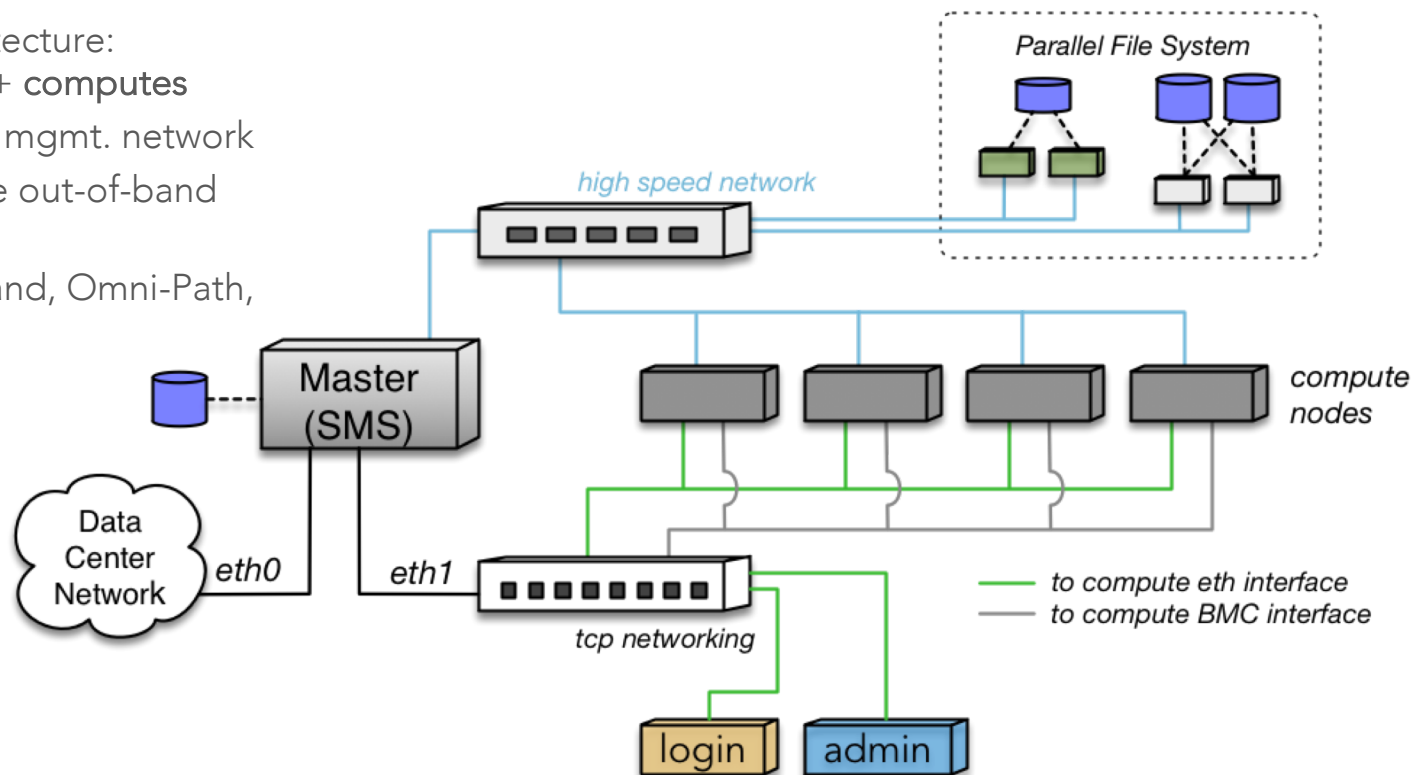 tecture:
+ computes
mgmt. network
e out-of-band
and, Omni-Path,
Parallel File System
high speed network
Master
(SMS)
compute
nodes
Data
Center
Network
eth0
eth1
to compute eth interface
to compute BMC interface
tcp networking
login
admin